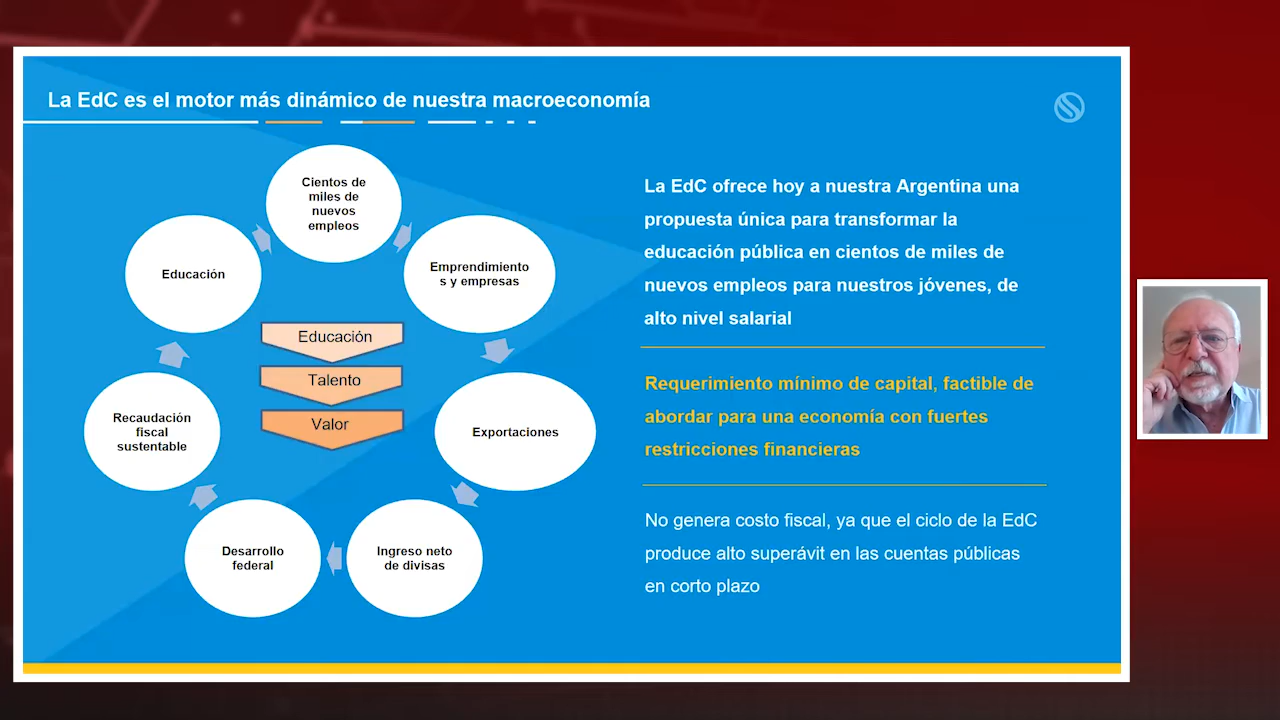 La EdC es el motor más dinámico de nuestra macroeconomía
Cientos de
miles de
nuevos
empleos
Emprendimiento
s y empresas
Exportaciones
Ingreso neto
de divisas
Desarrollo
federal
Recaudación
fiscal
sustentable
Educación
Educación
Talento
Valor
La EdC ofrece hoy a nuestra Argentina una
propuesta única para transformar la
educación pública en cientos de miles de
nuevos empleos para nuestros jóvenes, de
alto nivel salarial
Requerimiento mínimo de capital, factible de
abordar para una economía con fuertes
restricciones financieras
No genera costo fiscal, ya que el ciclo de la EdC
produce alto superávit en las cuentas públicas
en corto plazo